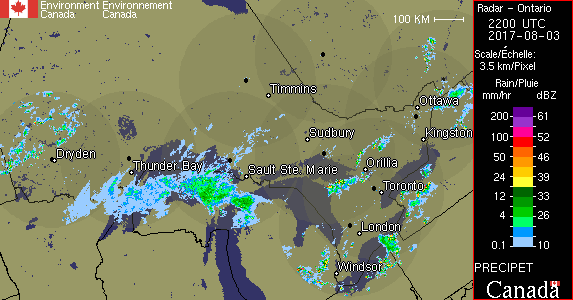 Environment Environnement
Canada Canada
100 KM
Timmins
Ottawa
Sudbury
Kingston
Dryden
Thunder Bay
Sault Ste. Marie
Orillia
Toronto
London
Windsor
Radar - Ontario
2200 UTC
2017-08-03
Scale/Échelle:
3.5 km/Pixel
Rain/Pluie
mm/hr dBZ
200 61
100 52
50 46
24 39
12 33
4 26
0.1 10
PRECIPET
Canada